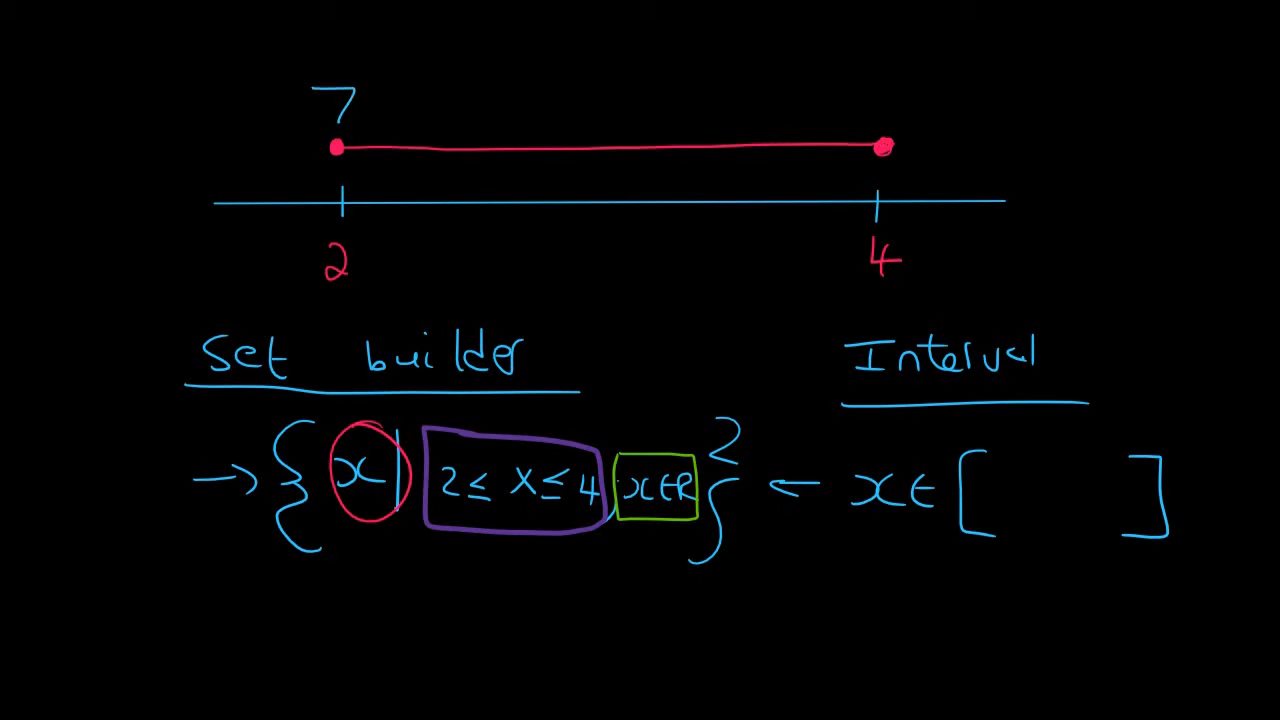 7
2 4
Set builder Interval
→ { x | 2 ≤ x ≤ 4, x∈R } ← x ∈ [ ]